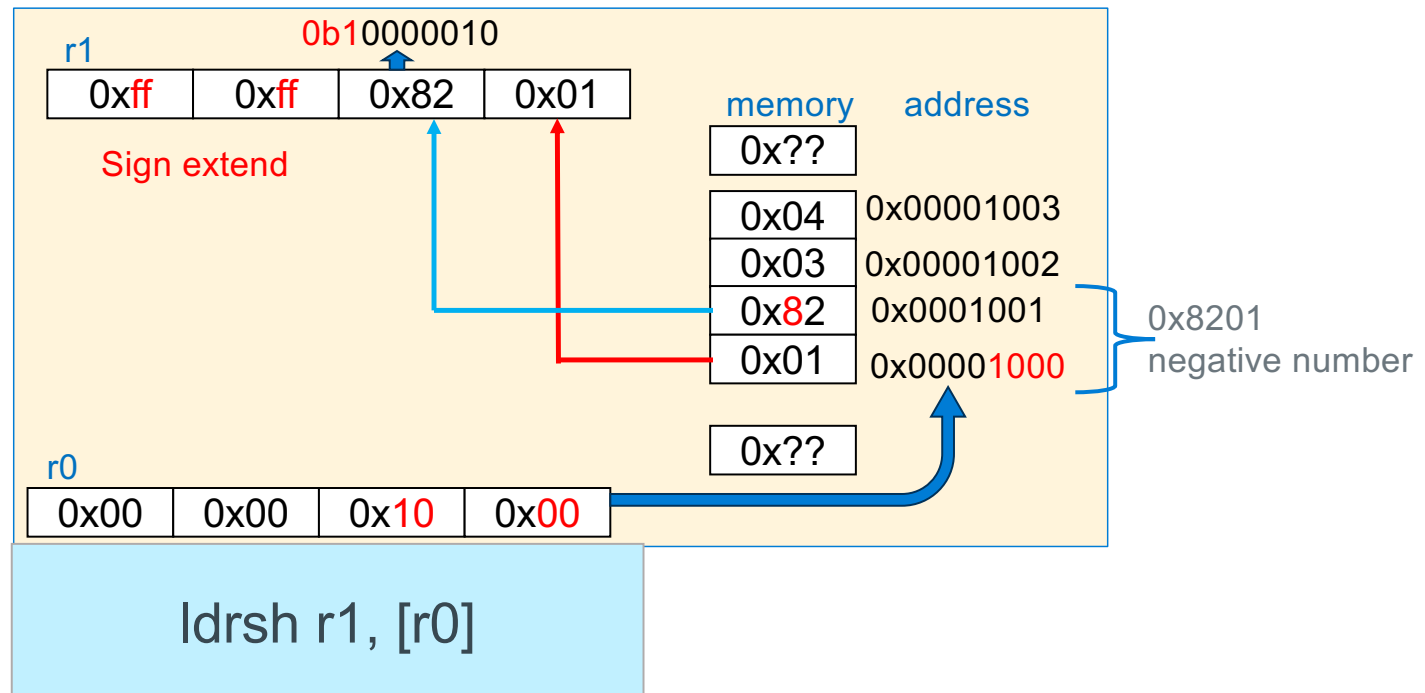 0b10000010
r1
0xff 0xff 0x82 0x01
Sign extend
memory address
0x??
0x04 0x00001003
0x03 0x00001002
0x82 0x0001001
0x01 0x00001000
0x8201
negative number
0x??
r0
0x00 0x00 0x10 0x00
ldrsh r1, [r0]